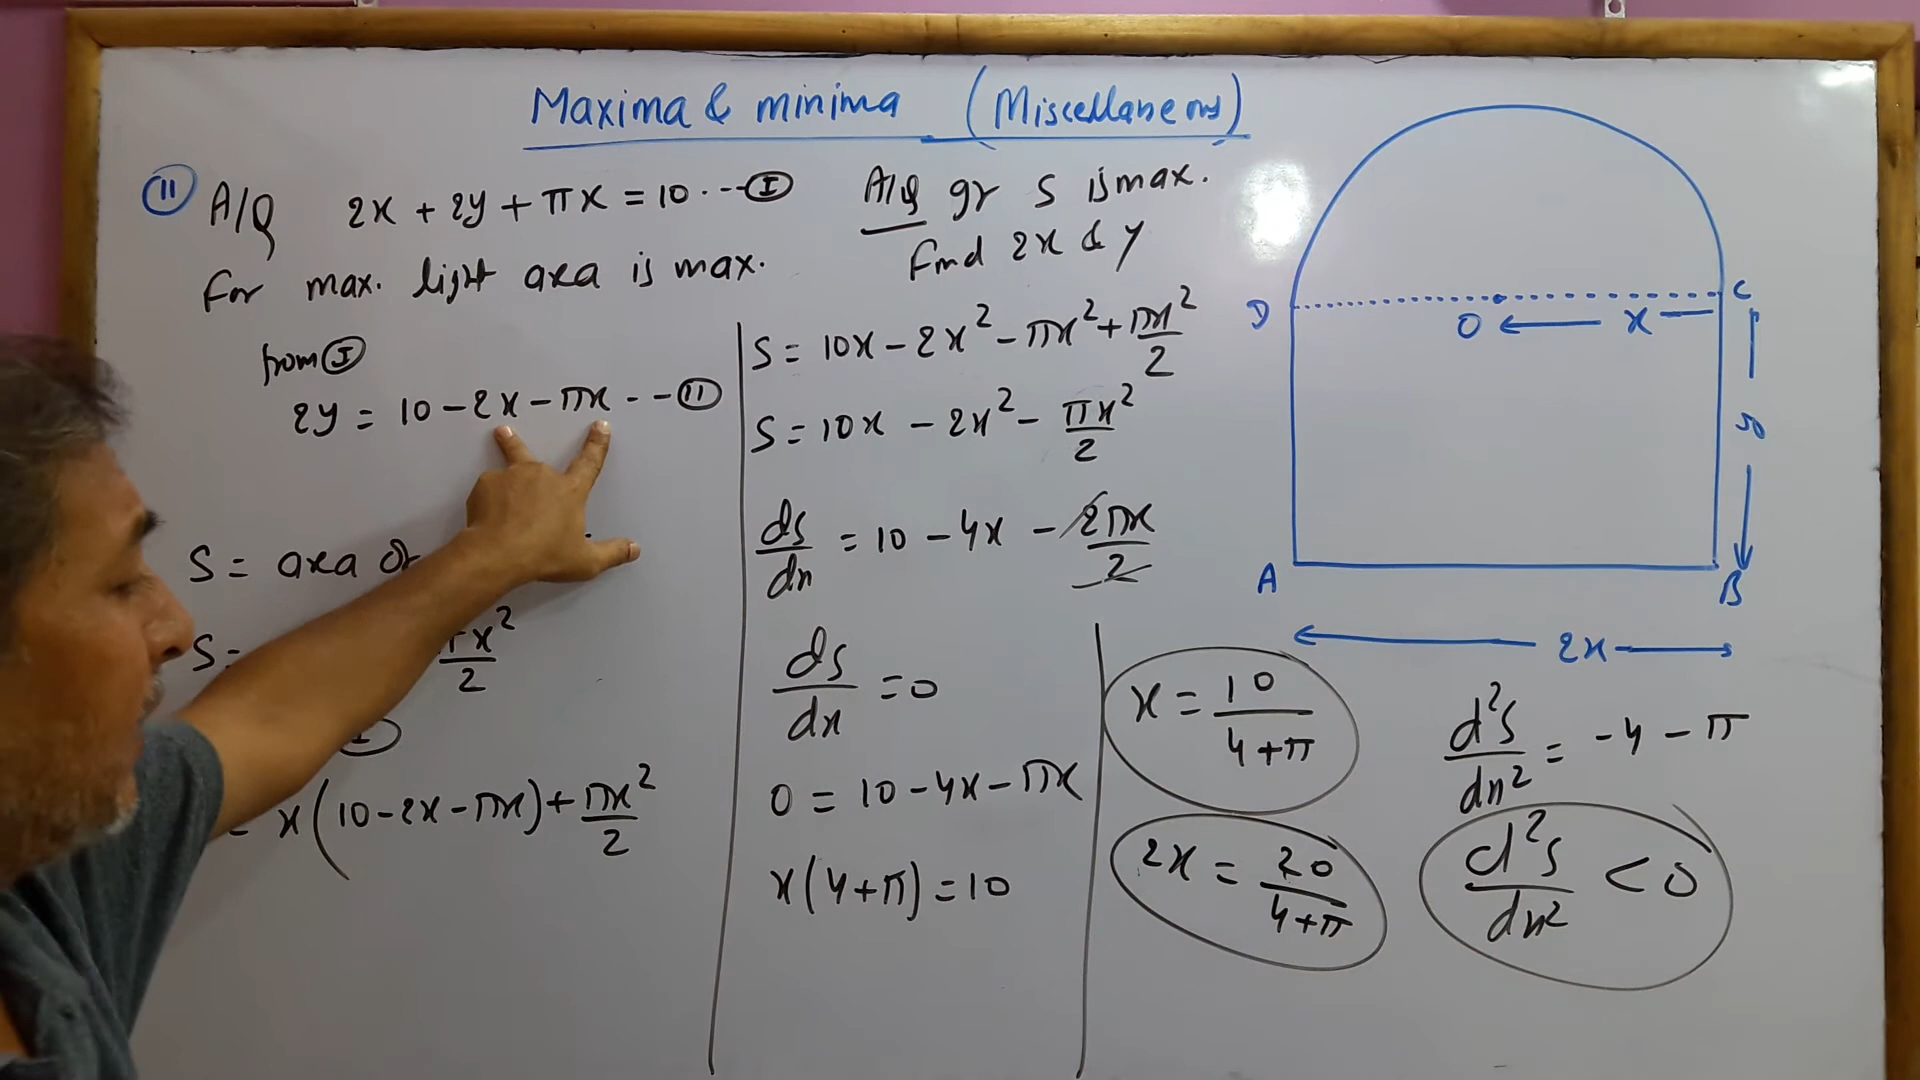 Maxima & minima (Miscellaneous)
(11) A/Q 2x + 2y + πx = 10 --- (I)
For max. light area is max.
from (I)
2y = 10 - 2x - πx --- (II)
S = area of
S =
πx²/2
(I)
= x(10 - 2x - πx) + πx²/2
A/Q gr S is max.
Find 2x & y
S = 10x - 2x² - πx² + πx²/2
S = 10x - 2x² - πx²/2
ds/dx = 10 - 4x - 2πx/2
ds/dx = 0
0 = 10 - 4x - πx
x(4+π) = 10
x = 10/(4+π)
2x = 20/(4+π)
D
C
O
x
A
B
2x
d²s/dx² = -4 - π
d²s/dx² < 0